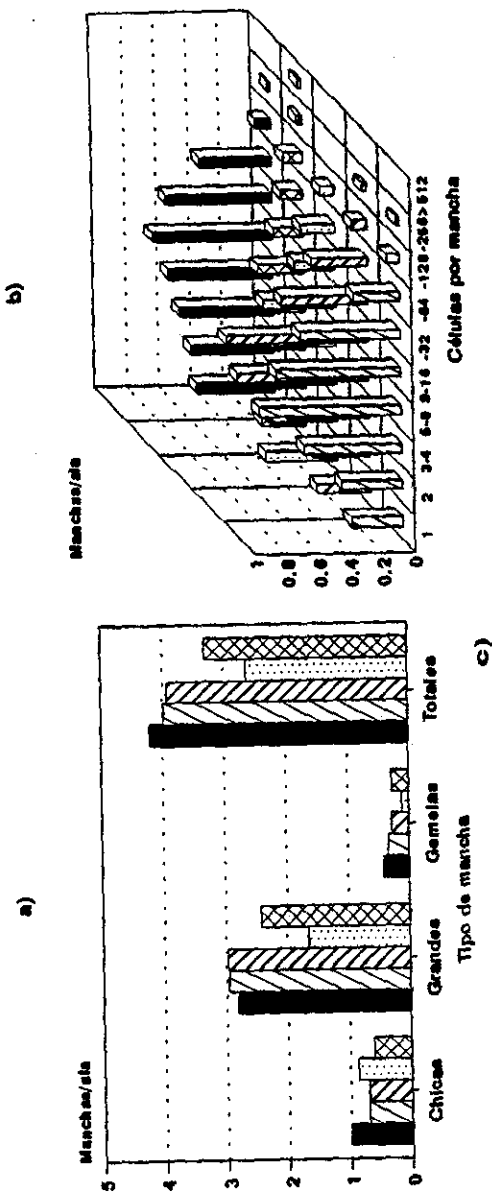 a)
Manchas/ala
5
4
3
2
1
0
Chicas
Grandes
Gemelas
Totales
Tipo de mancha
b)
Manchas/ala
1
0.8
0.6
0.4
0.2
0
1 2 3-4 5-8 9-16 -32 -64 -128 -256 >512
Células por mancha
c)